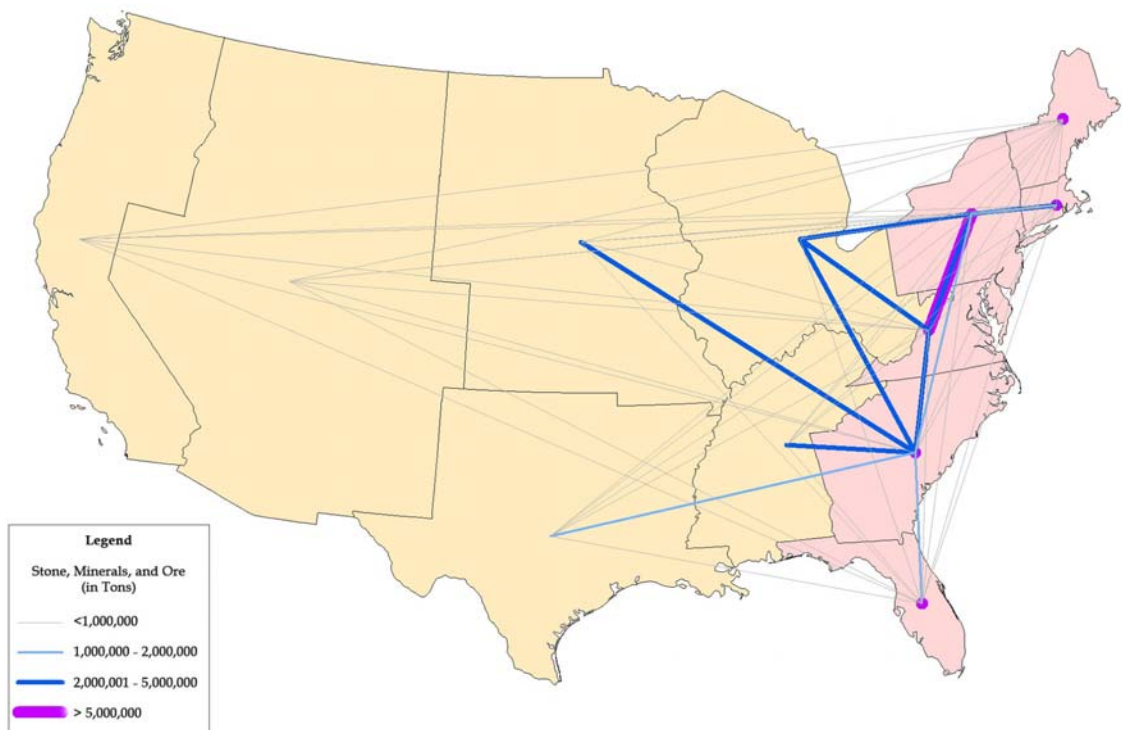 Legend
Stone, Minerals, and Ore
(in Tons)
<1,000,000
1,000,000 - 2,000,000
2,000,001 - 5,000,000
> 5,000,000